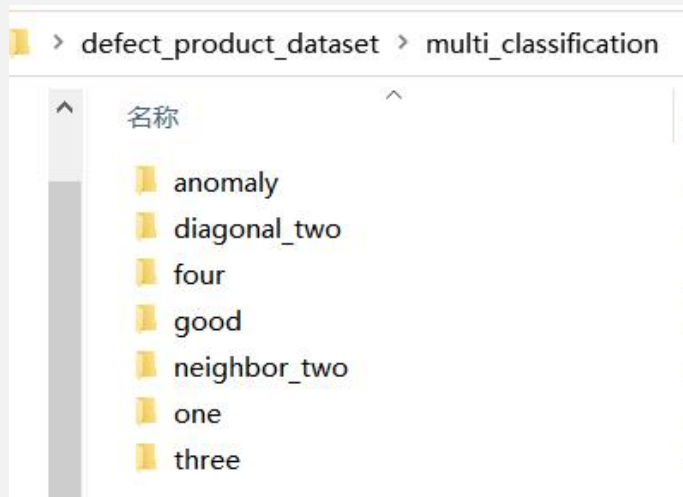 > defect_product_dataset > multi_classification
名称
anomaly
diagonal_two
four
good
neighbor_two
one
three